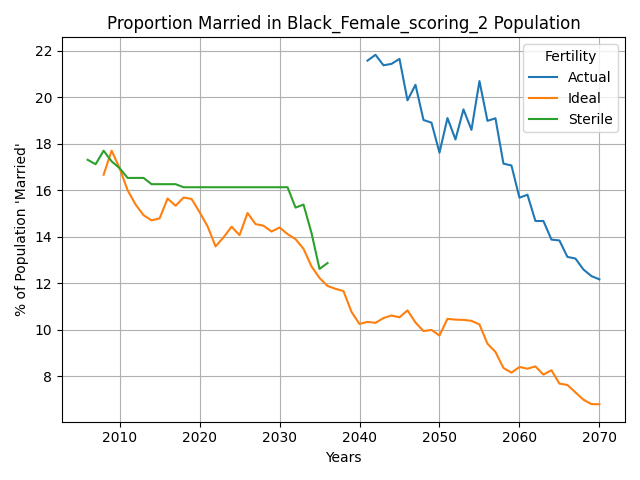 Proportion Married in Black_Female_scoring_2 Population
% of Population 'Married'
22
20
18
16
14
12
10
8
Fertility
Actual
Ideal
Sterile
2010 2020 2030 2040 2050 2060 2070
Years